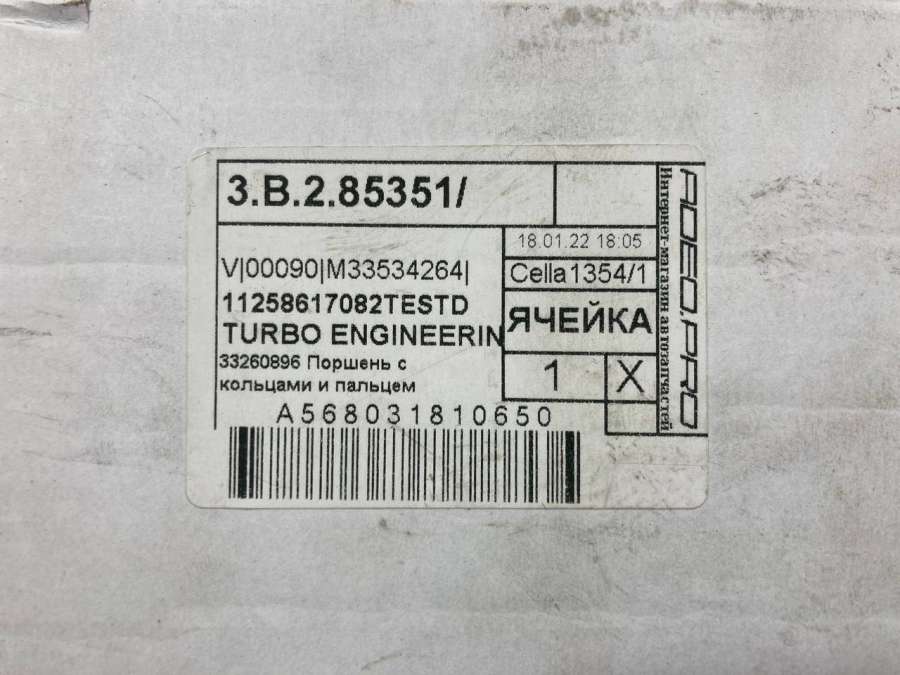 3.B.2.85351/
18.01.22 18:05
V|00090|M33534264|
Cella1354/1
11258617082TESTD
TURBO ENGINEERIN
ЯЧЕЙКА
33260896 Поршень с
кольцами и пальцем
1
X
A568031810650
Интернет-магазин автозапчастей
ADEO.PRO